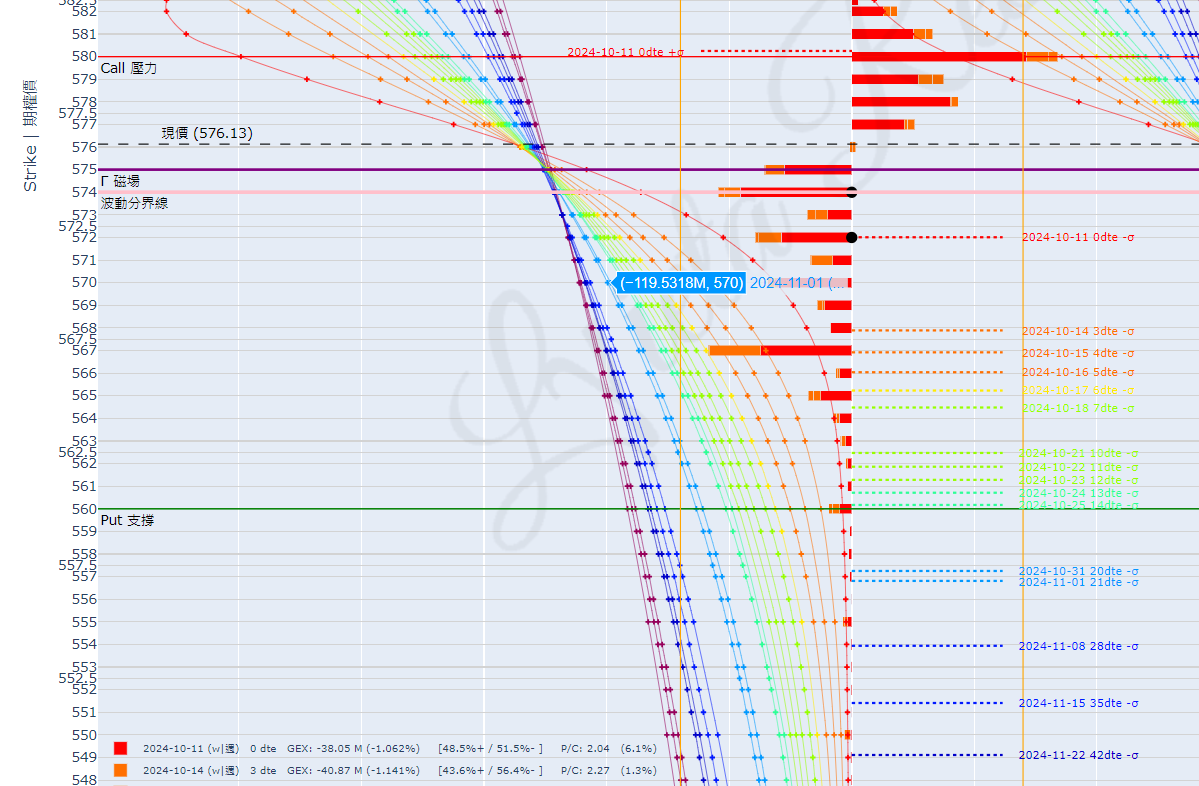 582.5
582
581
2024-10-11 0dte +σ
580
Call 壓力
579
578
577.5
577
現價 (576.13)
576
575
Γ 磁場
574
波動分界線
573
572.5
572
2024-10-11 0dte -σ
571
570
(−119.5318M, 570) 2024-11-01 (...
569
568
2024-10-14 3dte -σ
567.5
567
2024-10-15 4dte -σ
566
2024-10-16 5dte -σ
565
2024-10-17 6dte -σ
2024-10-18 7dte -σ
564
563
562.5
2024-10-21 10dte -σ
562
2024-10-22 11dte -σ
2024-10-23 12dte -σ
561
2024-10-24 13dte -σ
2024-10-25 14dte -σ
560
Put 支撐
559
558
557.5
2024-10-31 20dte -σ
557
2024-11-01 21dte -σ
556
555
554
2024-11-08 28dte -σ
553
552.5
552
2024-11-15 35dte -σ
551
550
2024-10-11 (w|週) 0 dte GEX: -38.05 M (-1.062%) [48.5%+ / 51.5%- ] P/C: 2.04 (6.1%)
549
2024-11-22 42dte -σ
2024-10-14 (w|週) 3 dte GEX: -40.87 M (-1.141%) [43.6%+ / 56.4%- ] P/C: 2.27 (1.3%)
548
Strike | 期權價